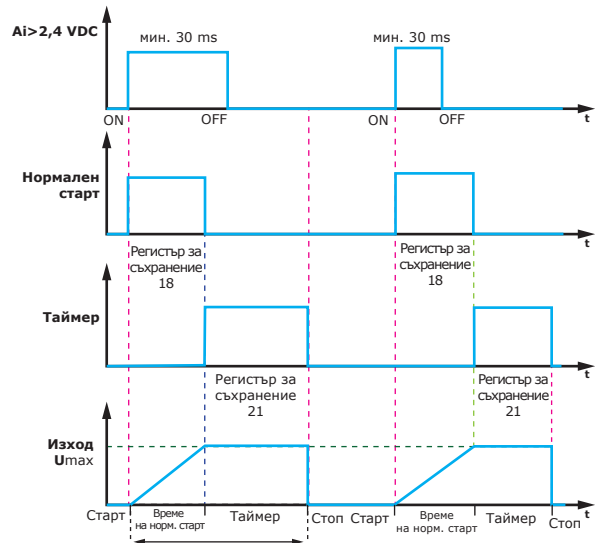 Ai>2,4 VDC
мин. 30 ms
мин. 30 ms
ON
OFF
ON
OFF
t
Нормален
старт
t
Регистър за
съхранение
18
Регистър за
съхранение
18
Таймер
t
Регистър за
съхранение
21
Регистър за
съхранение
21
Изход
Umax
t
Старт
Време
на норм. старт
Таймер
Стоп
Старт
Време
на норм. старт
Таймер
Стоп